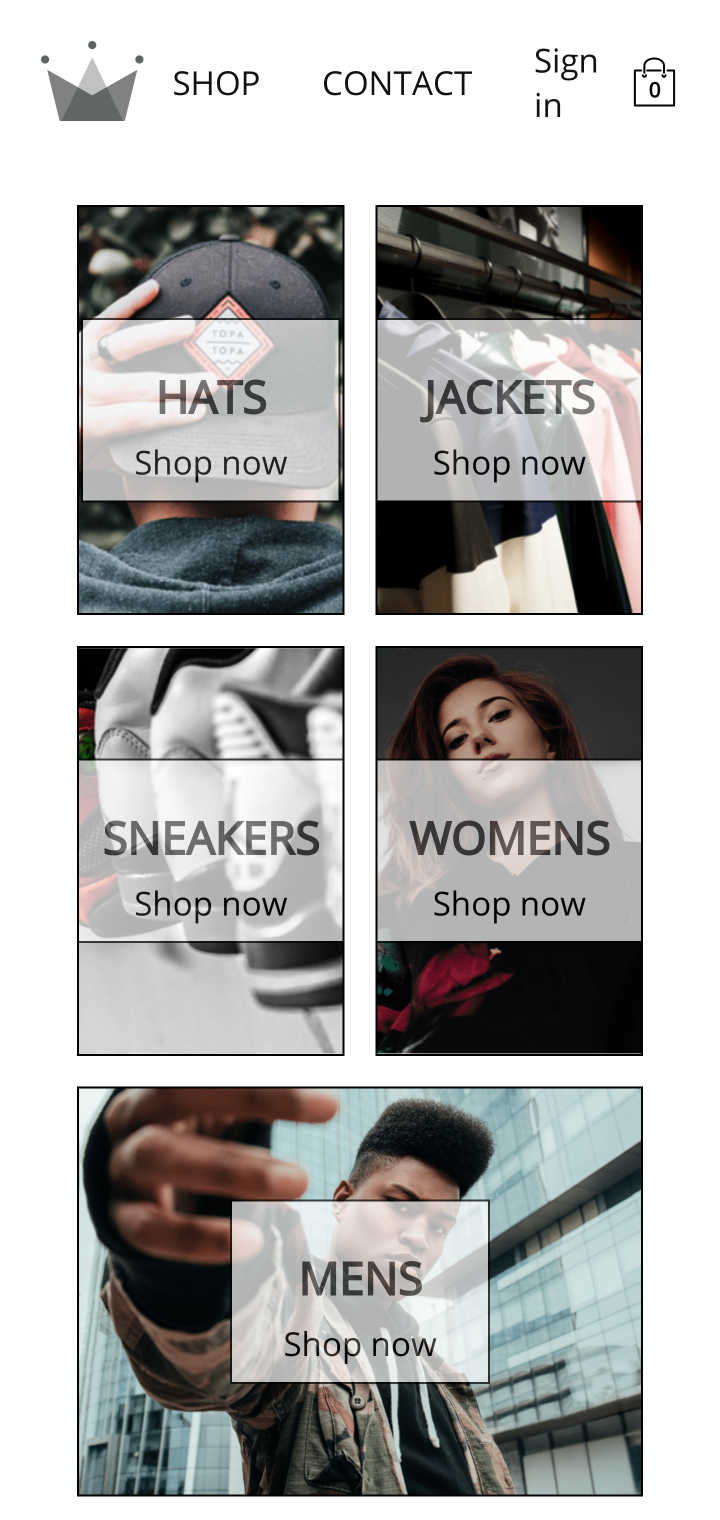 SHOP
CONTACT
Sign
in
0
TOPA
TOPA
HATS
Shop now
JACKETS
Shop now
SNEAKERS
Shop now
WOMENS
Shop now
MENS
Shop now